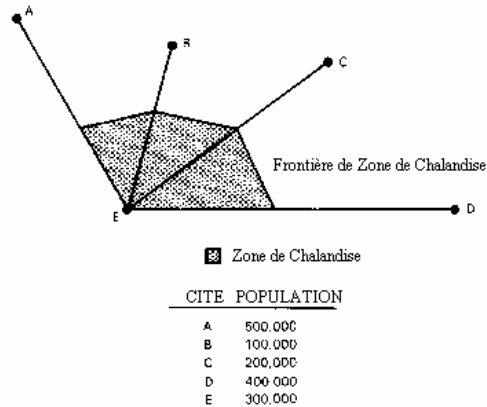 A
B
C
Frontière de Zone de Chalandise
E
D
Zone de Chalandise
CITE POPULATION
A 500.000
B 100.000
C 200,000
D 400 000
E 300,000